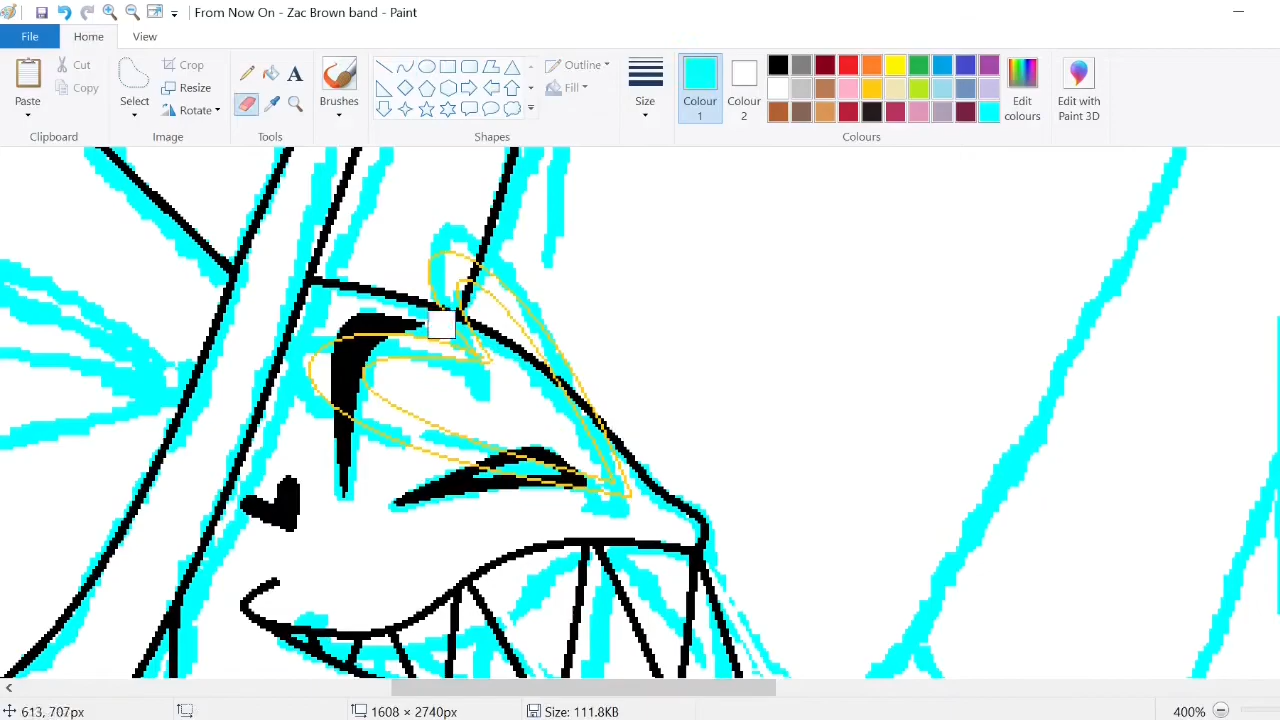 From Now On - Zac Brown band - Paint
File
Home
View
Paste
Cut
Copy
Clipboard
Select
Crop
Resize
Rotate
Image
A
Tools
Brushes
Outline
Fill
Shapes
Size
Colour 1
Colour 2
Edit colours
Edit with Paint 3D
Colours
613, 707px
1608 × 2740px
Size: 111.8KB
400%